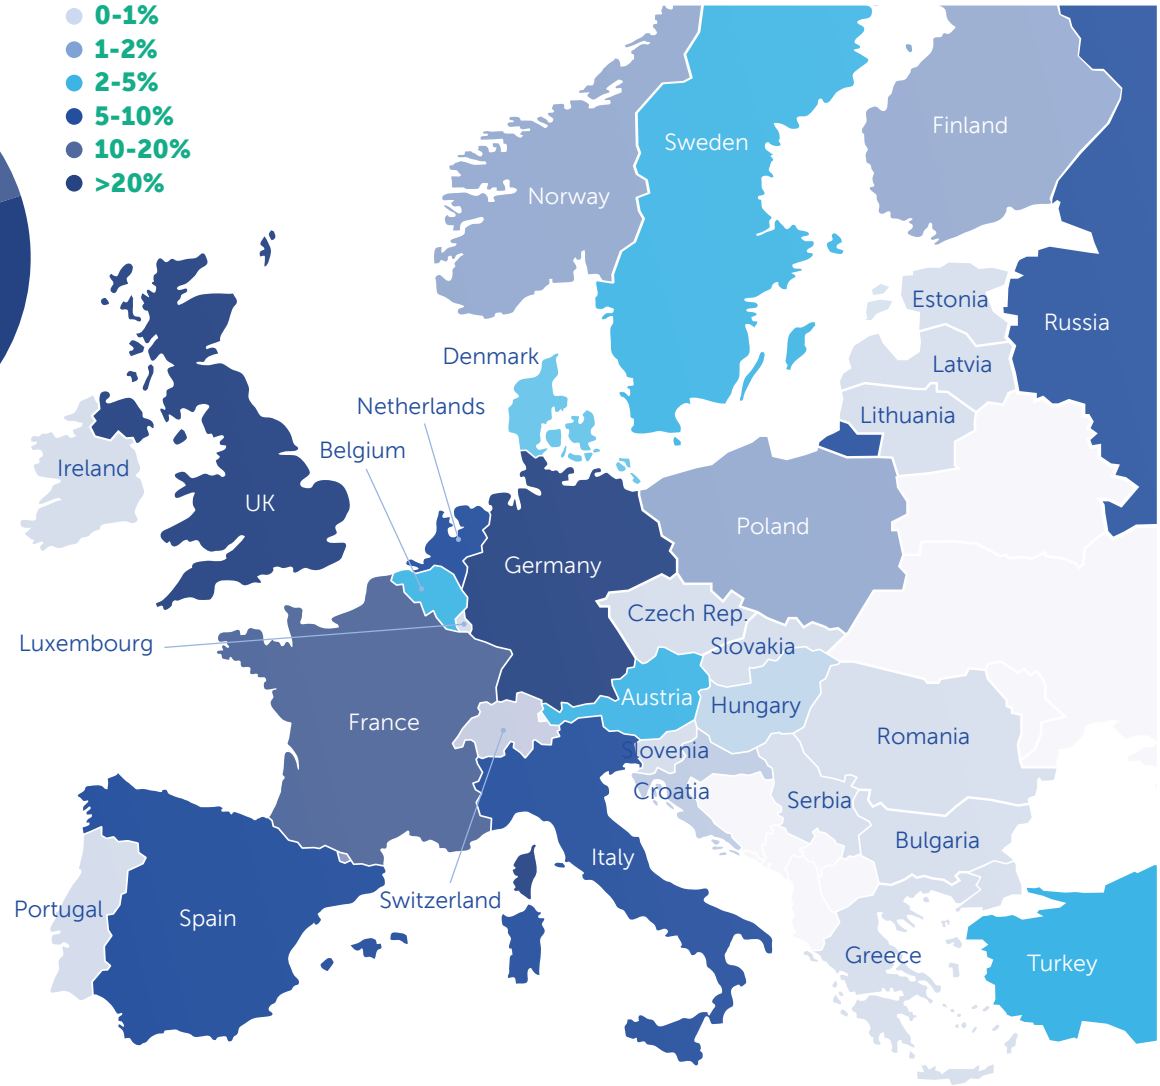 0-1%
1-2%
2-5%
5-10%
10-20%
>20%
Finland
Sweden
Norway
Estonia
Russia
Denmark
Latvia
Netherlands
Lithuania
Belgium
Ireland
UK
Poland
Germany
Czech Rep.
Luxembourg
Slovakia
Austria
Hungary
France
Romania
Slovenia
Croatia
Serbia
Bulgaria
Italy
Switzerland
Portugal
Spain
Greece
Turkey